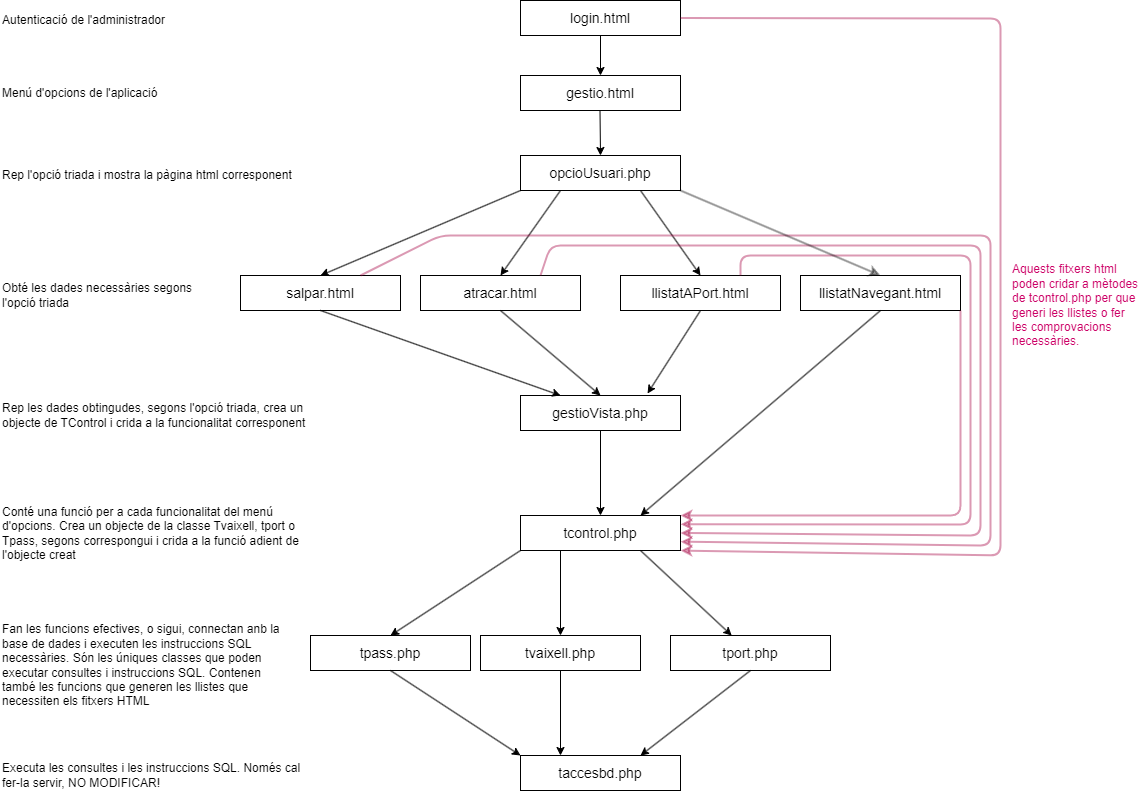 Autenticació de l'administrador
login.html
Menú d'opcions de l'aplicació
gestio.html
Rep l'opció triada i mostra la pàgina html corresponent
opcioUsuari.php
Obté les dades necessàries segons
l'opció triada
salpar.html
atracar.html
llistatAPort.html
llistatNavegant.html
Aquests fitxers html
poden cridar a mètodes
de tcontrol.php per que
generi les llistes o fer
les comprovacions
necessàries.
Rep les dades obtingudes, segons l'opció triada, crea un
objecte de TControl i crida a la funcionalitat corresponent
gestioVista.php
Conté una funció per a cada funcionalitat del menú
d'opcions. Crea un objecte de la classe Tvaixell, tport o
Tpass, segons correspongui i crida a la funció adient de
l'objecte creat
tcontrol.php
Fan les funcions efectives, o sigui, connectan anb la
base de dades i executen les instruccions SQL
necessàries. Són les úniques classes que poden
executar consultes i instruccions SQL. Contenen
també les funcions que generen les llistes que
necessiten els fitxers HTML
tpass.php
tvaixell.php
tport.php
Executa les consultes i les instruccions SQL. Només cal
fer-la servir, NO MODIFICAR!
taccesbd.php